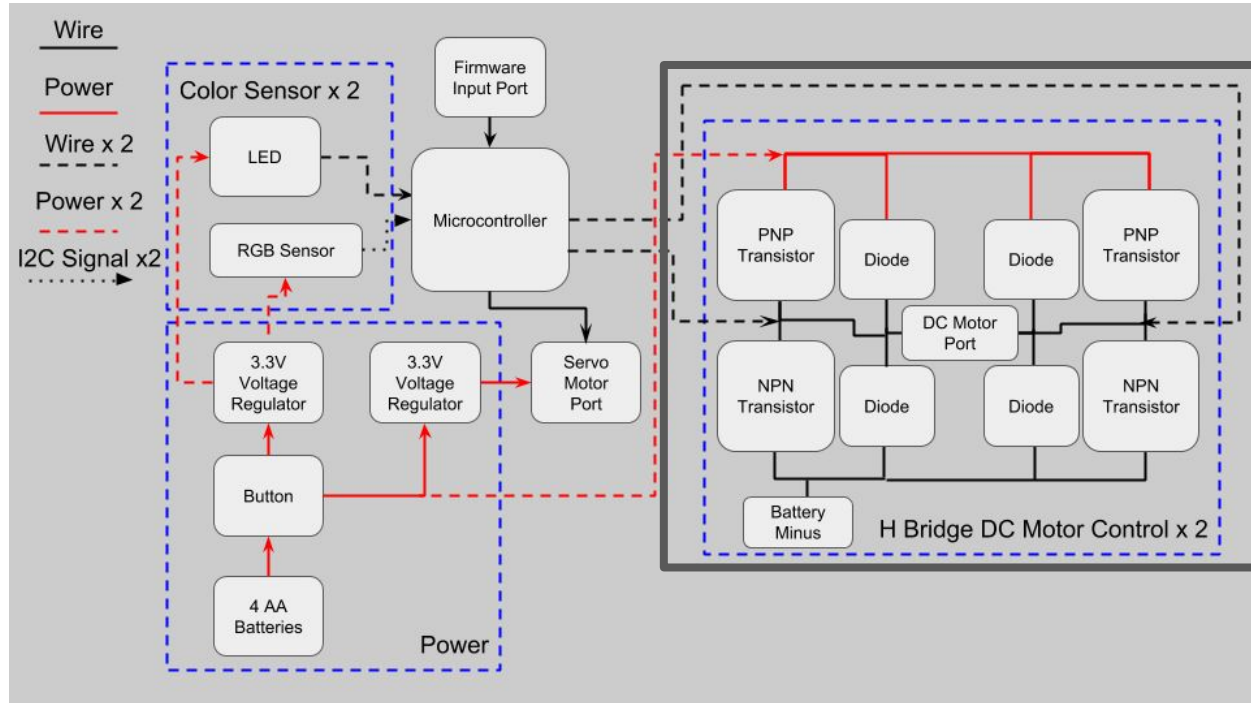 Wire
Power
Wire x 2
Power x 2
I2C Signal x2
Color Sensor x 2
LED
RGB Sensor
Firmware
Input Port
Microcontroller
3.3V
Voltage
Regulator
3.3V
Voltage
Regulator
Servo
Motor
Port
Button
4 AA
Batteries
Power
PNP
Transistor
Diode
Diode
PNP
Transistor
DC Motor
Port
NPN
Transistor
Diode
Diode
NPN
Transistor
Battery
Minus
H Bridge DC Motor Control x 2